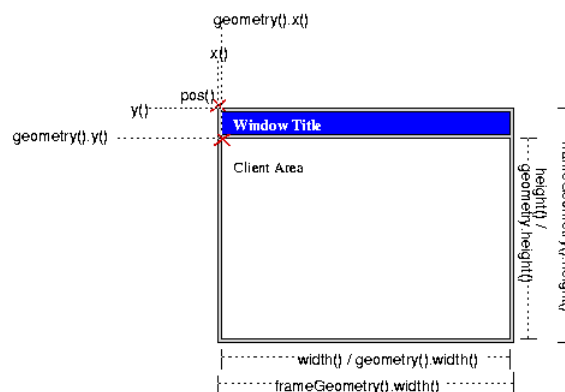 geometry().x()
x()
pos()
y()
Window Title
geometry().y()
Client Area
height() /
geometry.height()
width() / geometry().width()
frameGeometry().width()